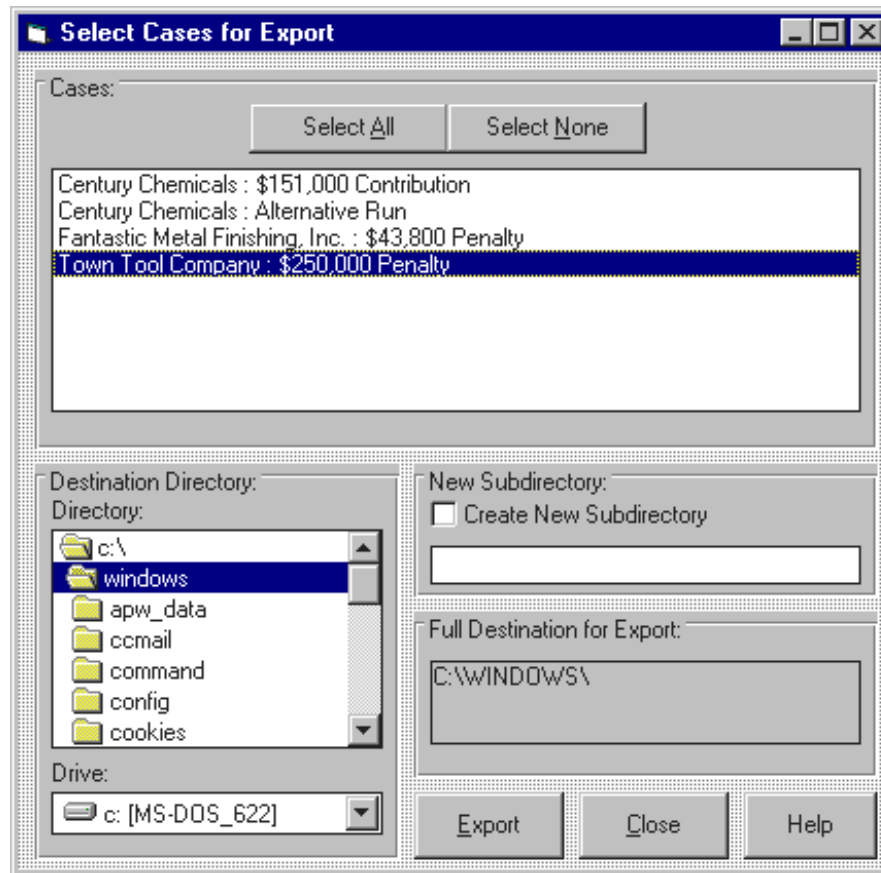 Select Cases for Export
Cases:
Select All
Select None
Century Chemicals : $151,000 Contribution
Century Chemicals : Alternative Run
Fantastic Metal Finishing, Inc. : $43,800 Penalty
Town Tool Company : $250,000 Penalty
Destination Directory:
Directory:
c:\
windows
apw_data
ccmail
command
config
cookies
Drive:
c: [MS-DOS_622]
New Subdirectory:
Create New Subdirectory
Full Destination for Export:
C:\WINDOWS\
Export
Close
Help